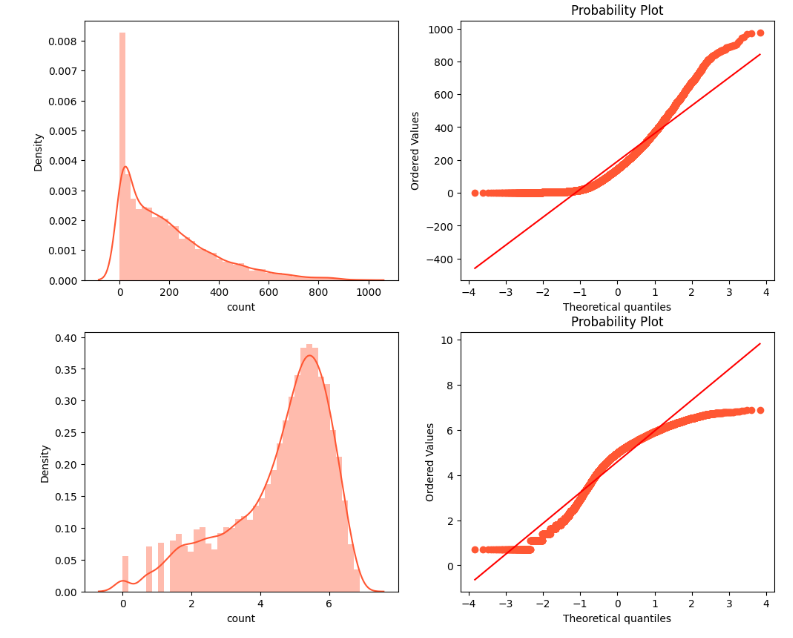 Probability Plot
0.008
0.007
0.006
0.005
0.004
0.003
0.002
0.001
0.000
Density
0 200 400 600 800 1000
count
1000
800
600
400
200
0
−200
−400
Ordered Values
−4 −3 −2 −1 0 1 2 3 4
Theoretical quantiles
Probability Plot
0.40
0.35
0.30
0.25
0.20
0.15
0.10
0.05
0.00
Density
0 2 4 6
count
10
8
6
4
2
0
Ordered Values
−4 −3 −2 −1 0 1 2 3 4
Theoretical quantiles